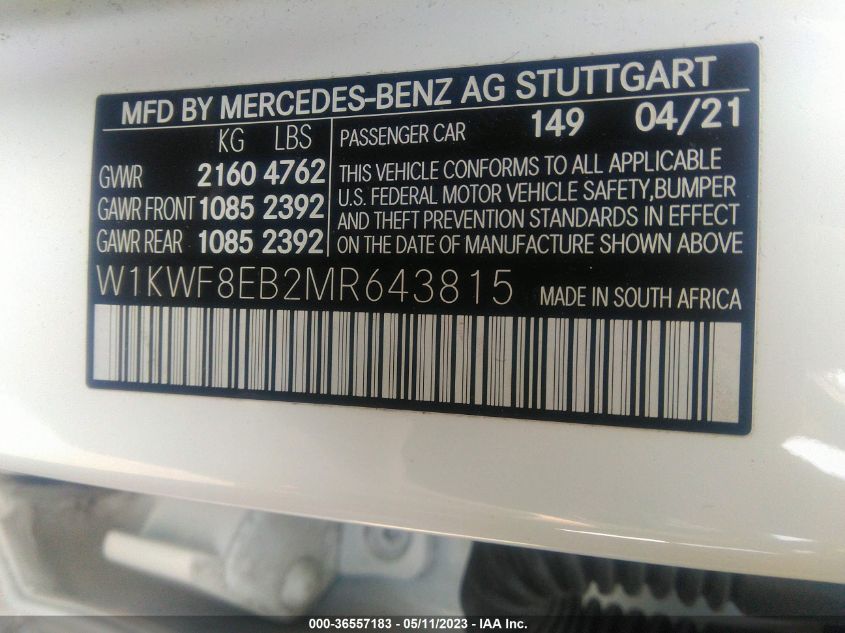 MFD BY MERCEDES-BENZ AG STUTTGART
KG LBS
GVWR 2160 4762
GAWR FRONT 1085 2392
GAWR REAR 1085 2392
PASSENGER CAR 149 04/21
THIS VEHICLE CONFORMS TO ALL APPLICABLE
U.S. FEDERAL MOTOR VEHICLE SAFETY,BUMPER
AND THEFT PREVENTION STANDARDS IN EFFECT
ON THE DATE OF MANUFACTURE SHOWN ABOVE
W1KWF8EB2MR643815 MADE IN SOUTH AFRICA
000-36557183 - 05/11/2023 - IAA Inc.